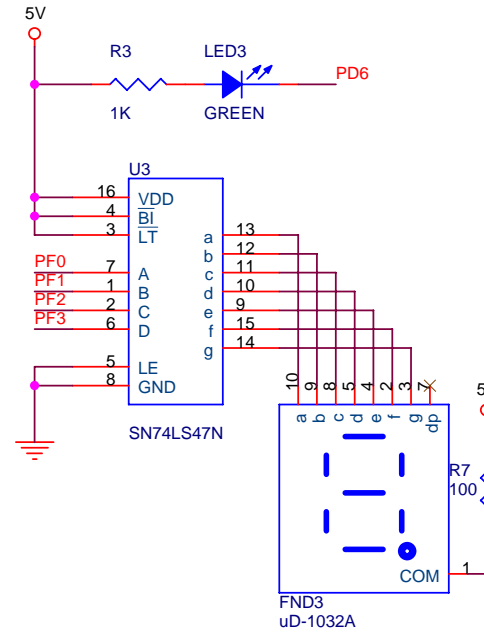 5V
R3 LED3
PD6
1K GREEN
U3
16 VDD
4 BI
3 LT
a 13
b 12
PF0 7 A c 11
PF1 1 B d 10
PF2 2 C e 9
PF3 6 D f 15
g 14
5 LE
8 GND
SN74LS47N
10 9 8 5 4 2 3 7
a b c d e f g dp
5
R7
100
COM 1
FND3
uD-1032A